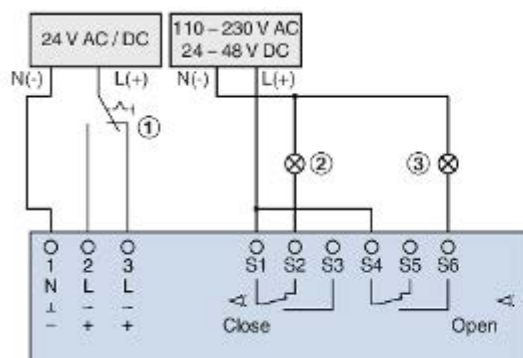 24 V AC / DC
110 – 230 V AC
24 – 48 V DC
N(-) L(+) N(-) L(+)
1
2 3
1 2 3 S1 S2 S3 S4 S5 S6
N L L
⊥ ~ ~
– + +
Close Open